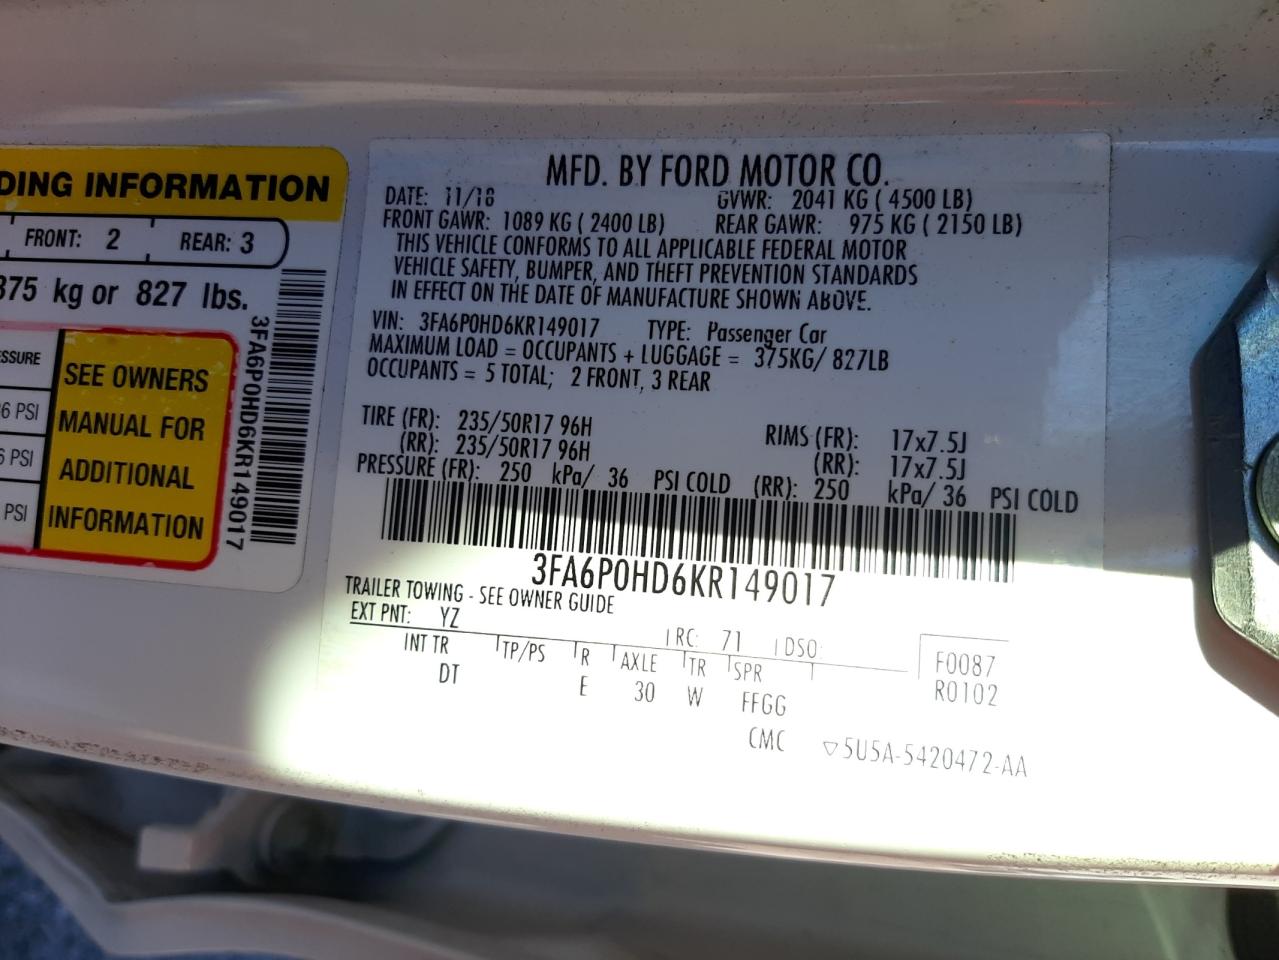 DING INFORMATION
FRONT: 2 REAR: 3
375 kg or 827 lbs.
SSURE
6 PSI
PSI
PSI
SEE OWNERS
MANUAL FOR
ADDITIONAL
INFORMATION
3FA6P0HD6KR149017
MFD. BY FORD MOTOR CO.
DATE: 11/18 GVWR: 2041 KG ( 4500 LB)
FRONT GAWR: 1089 KG ( 2400 LB) REAR GAWR: 975 KG ( 2150 LB)
THIS VEHICLE CONFORMS TO ALL APPLICABLE FEDERAL MOTOR
VEHICLE SAFETY, BUMPER, AND THEFT PREVENTION STANDARDS
IN EFFECT ON THE DATE OF MANUFACTURE SHOWN ABOVE.
VIN: 3FA6P0HD6KR149017 TYPE: Passenger Car
MAXIMUM LOAD = OCCUPANTS + LUGGAGE = 375KG/ 827LB
OCCUPANTS = 5 TOTAL; 2 FRONT, 3 REAR
TIRE (FR): 235/50R17 96H RIMS (FR): 17x7.5J
(RR): 235/50R17 96H (RR): 17x7.5J
PRESSURE (FR): 250 kPa/ 36 PSI COLD (RR): 250 kPa/ 36 PSI COLD
3FA6P0HD6KR149017
TRAILER TOWING - SEE OWNER GUIDE
EXT PNT: YZ RC: 71 DSO: F0087
INT TR TP/PS R AXLE TR SPR R0102
DT E 30 W FFGG
CMC ▽5U5A-5420472-AA